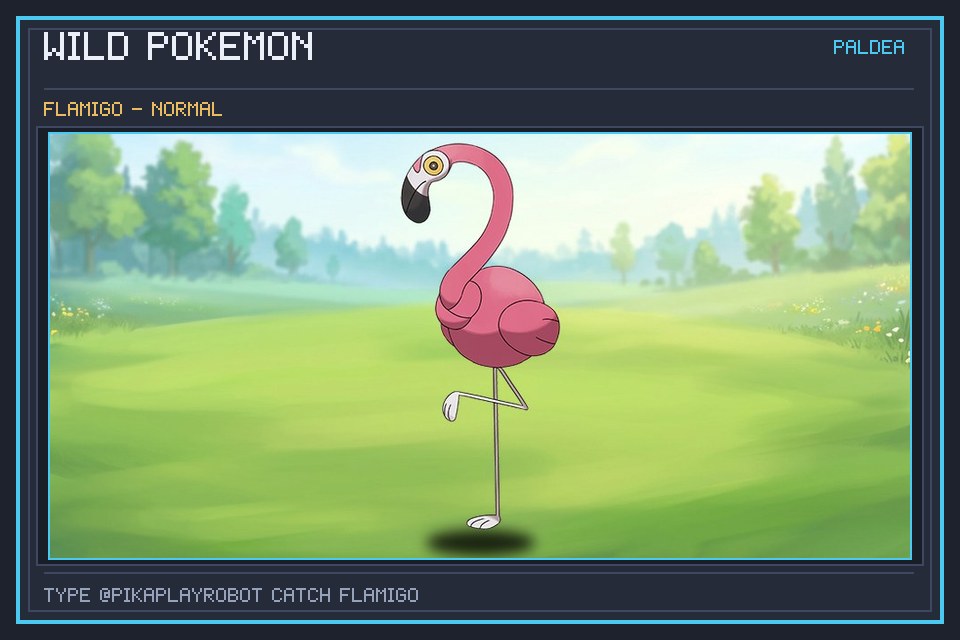 WILD POKEMON
PALDEA
FLAMIGO - NORMAL
TYPE @PIKAPLAYROBOT CATCH FLAMIGO